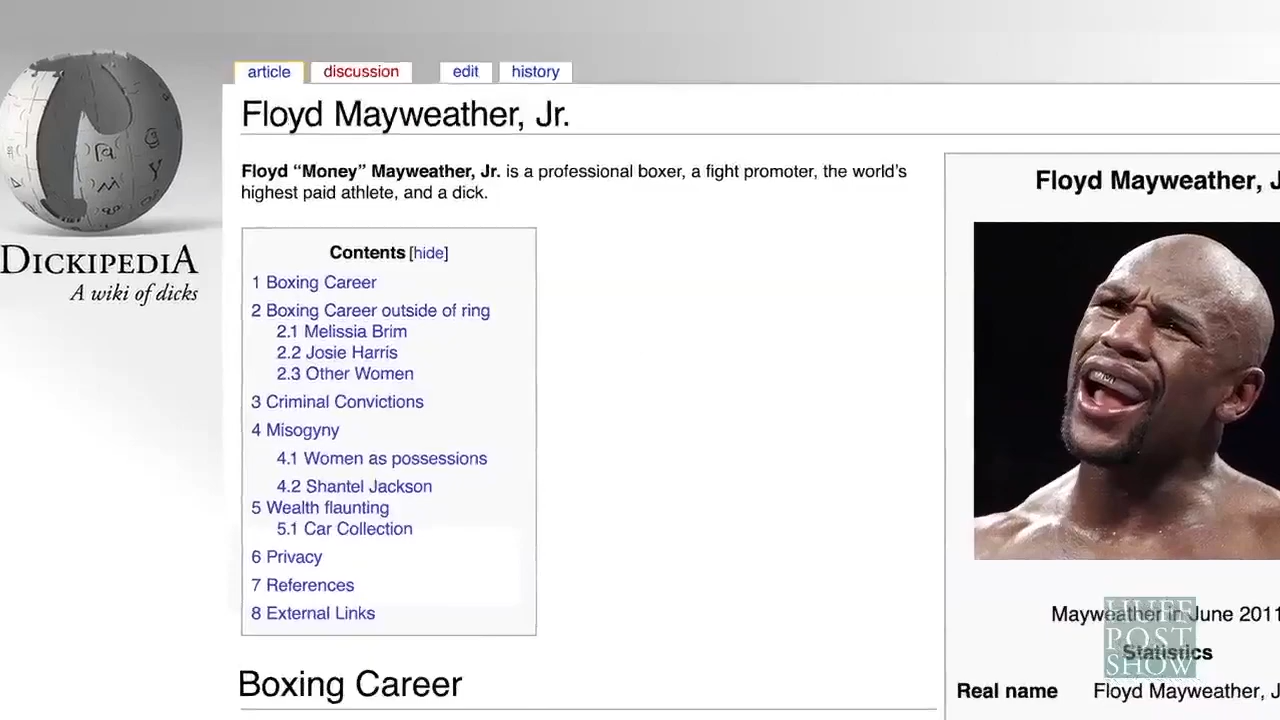 article
discussion
edit
history
Floyd Mayweather, Jr.
Floyd “Money” Mayweather, Jr. is a professional boxer, a fight promoter, the world’s
highest paid athlete, and a dick.
DICKIPEDIA
A wiki of dicks
Contents [hide]
1 Boxing Career
2 Boxing Career outside of ring
2.1 Melissia Brim
2.2 Josie Harris
2.3 Other Women
3 Criminal Convictions
4 Misogyny
4.1 Women as possessions
4.2 Shantel Jackson
5 Wealth flaunting
5.1 Car Collection
6 Privacy
7 References
8 External Links
Boxing Career
Floyd Mayweather, J
Mayweather in June 2011
Statistics
Real name Floyd Mayweather, J
HUFF
POST
SHOW